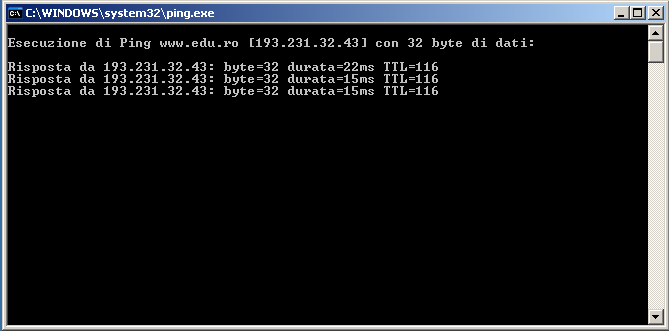 C:\WINDOWS\system32\ping.exe
Esecuzione di Ping www.edu.ro [193.231.32.43] con 32 byte di dati:
Risposta da 193.231.32.43: byte=32 durata=22ms TTL=116
Risposta da 193.231.32.43: byte=32 durata=15ms TTL=116
Risposta da 193.231.32.43: byte=32 durata=15ms TTL=116